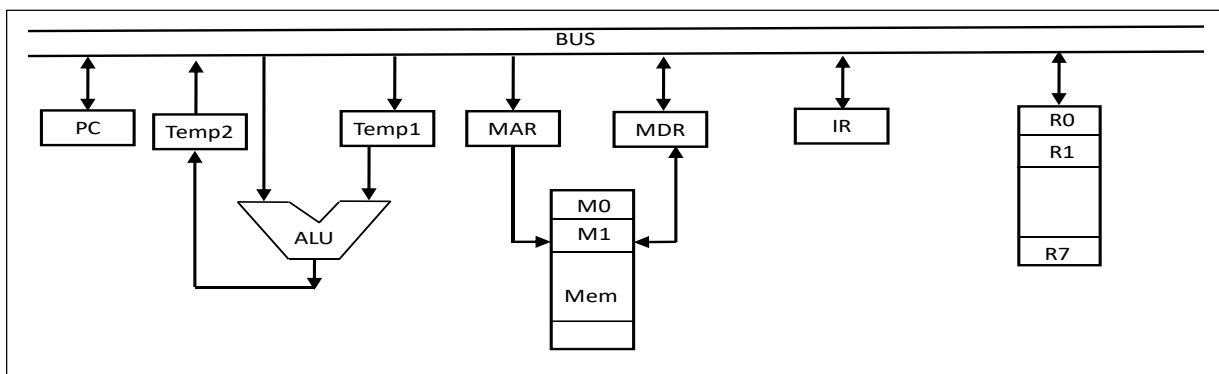 BUS
PC
Temp2
Temp1
MAR
MDR
IR
R0
R1
R7
ALU
M0
M1
Mem